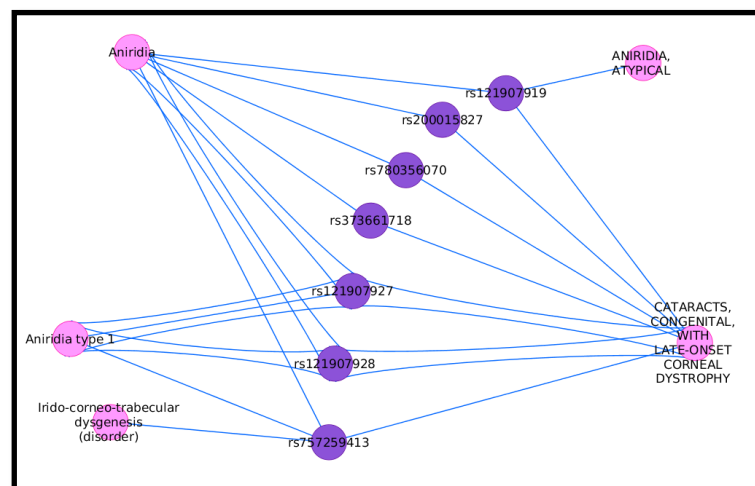 Aniridia
ANIRIDIA,
ATYPICAL
rs121907919
rs200015827
rs780356070
rs373661718
rs121907927
Aniridia type 1
CATARACTS,
CONGENITAL,
WITH
LATE-ONSET
CORNEAL
DYSTROPHY
rs121907928
Irido-corneo-trabecular
dysgenesis
(disorder)
rs757259413